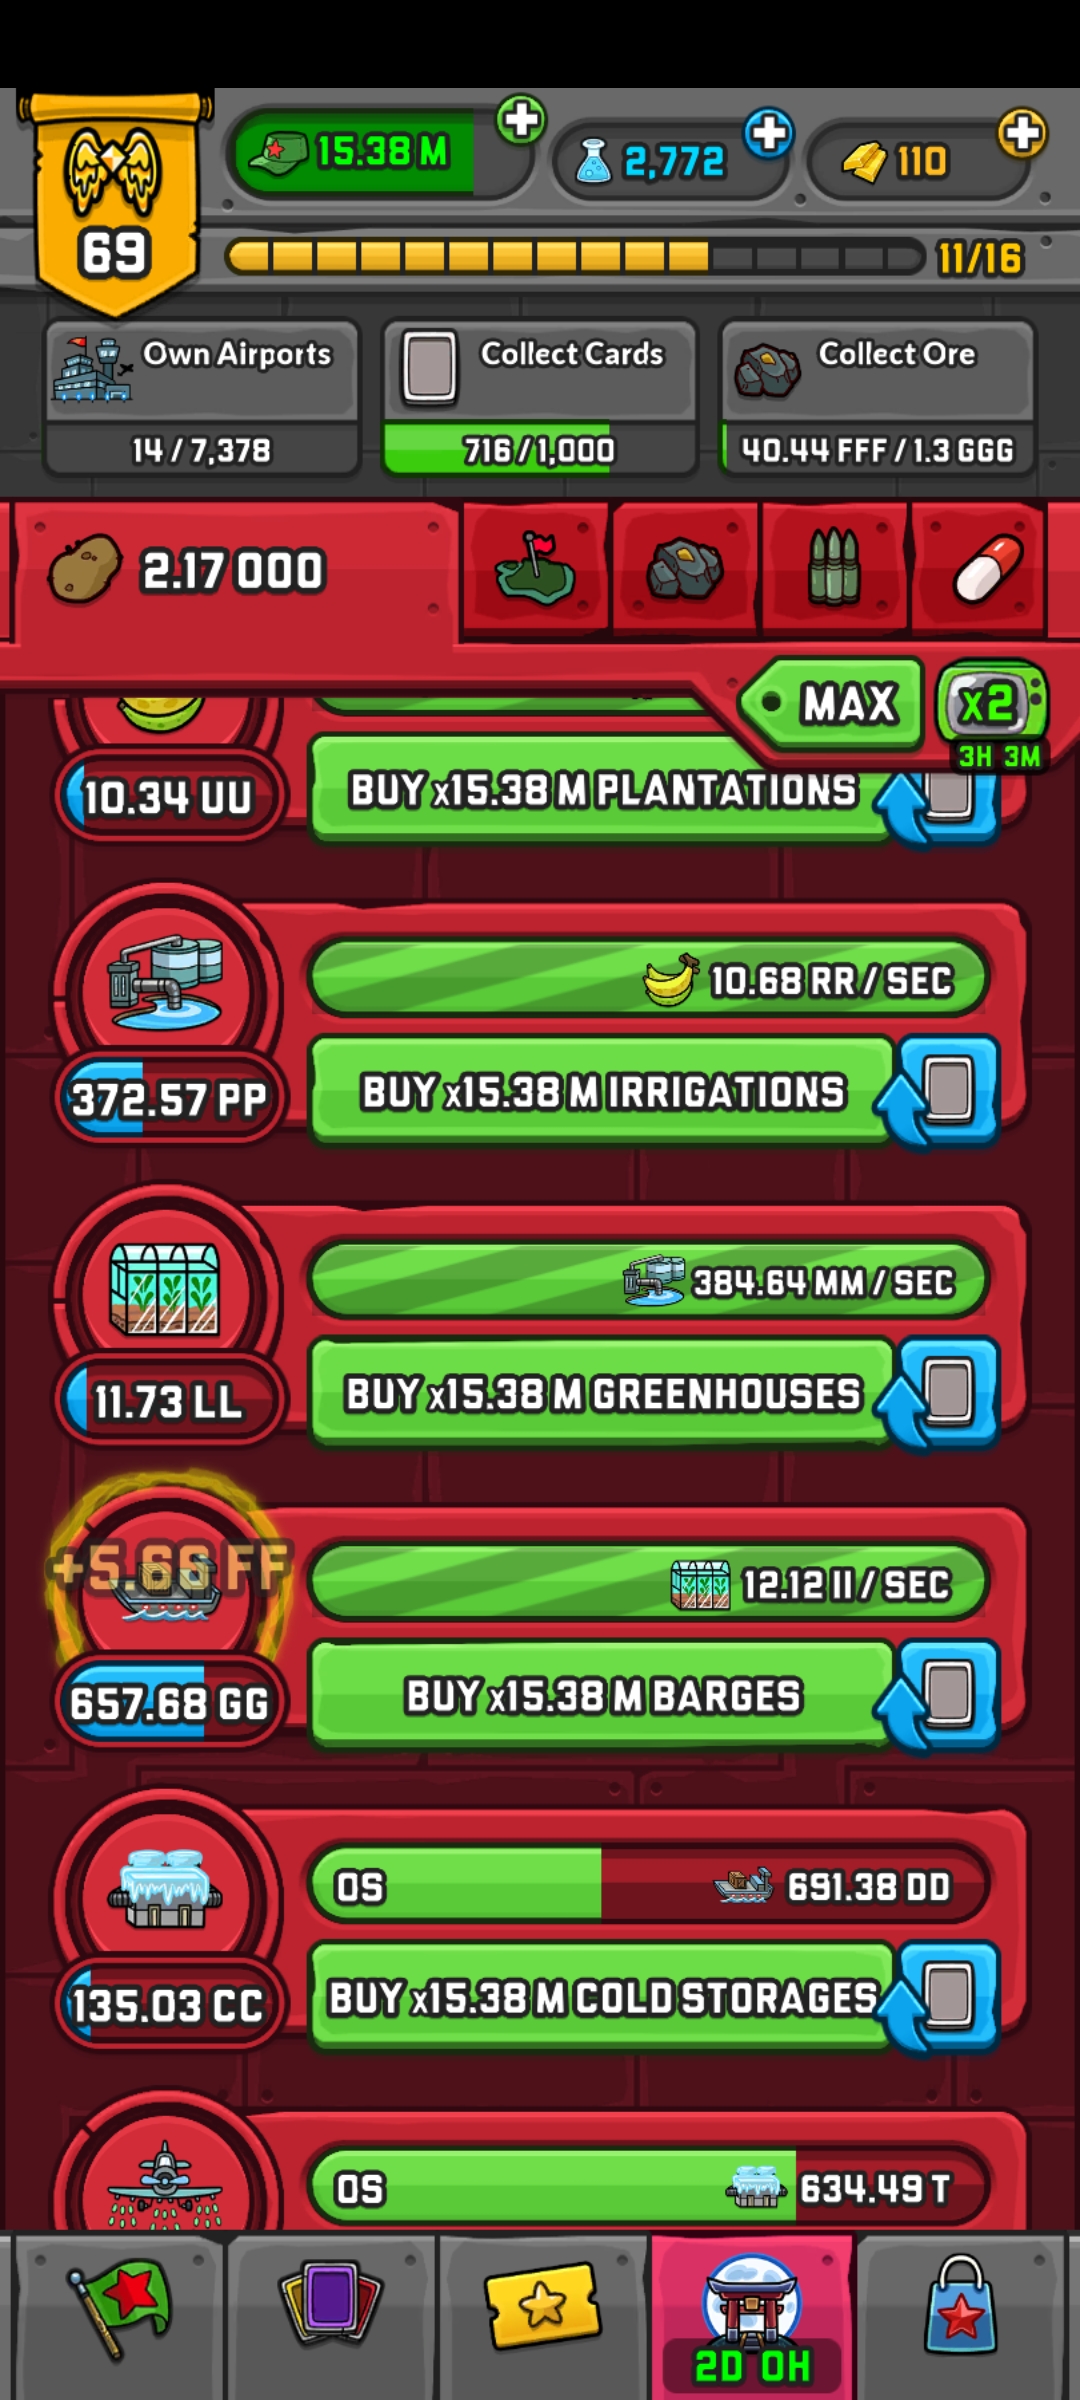 69
15.38 M
2,772
110
11/16
Own Airports
14 / 7,378
Collect Cards
716 / 1,000
Collect Ore
40.44 FFF / 1.3 GGG
2.17 OOO
MAX
x2
3H 3M
10.34 UU
BUY x15.38 M PLANTATIONS
10.68 RR / SEC
372.57 PP
BUY x15.38 M IRRIGATIONS
384.64 MM / SEC
11.73 LL
BUY x15.38 M GREENHOUSES
+5.66 FF
12.12 II / SEC
657.68 GG
BUY x15.38 M BARGES
0S
691.38 DD
135.03 CC
BUY x15.38 M COLD STORAGES
0S
634.49 T
2D 0H